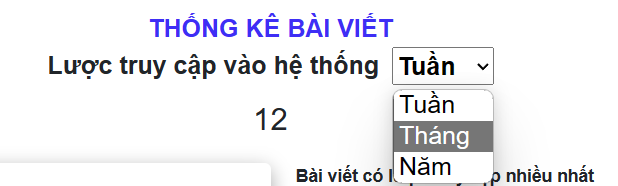 THỐNG KÊ BÀI VIẾT
Lược truy cập vào hệ thống Tuần
Tuần
12
Tháng
Năm
Bài viết có nhiều nhất